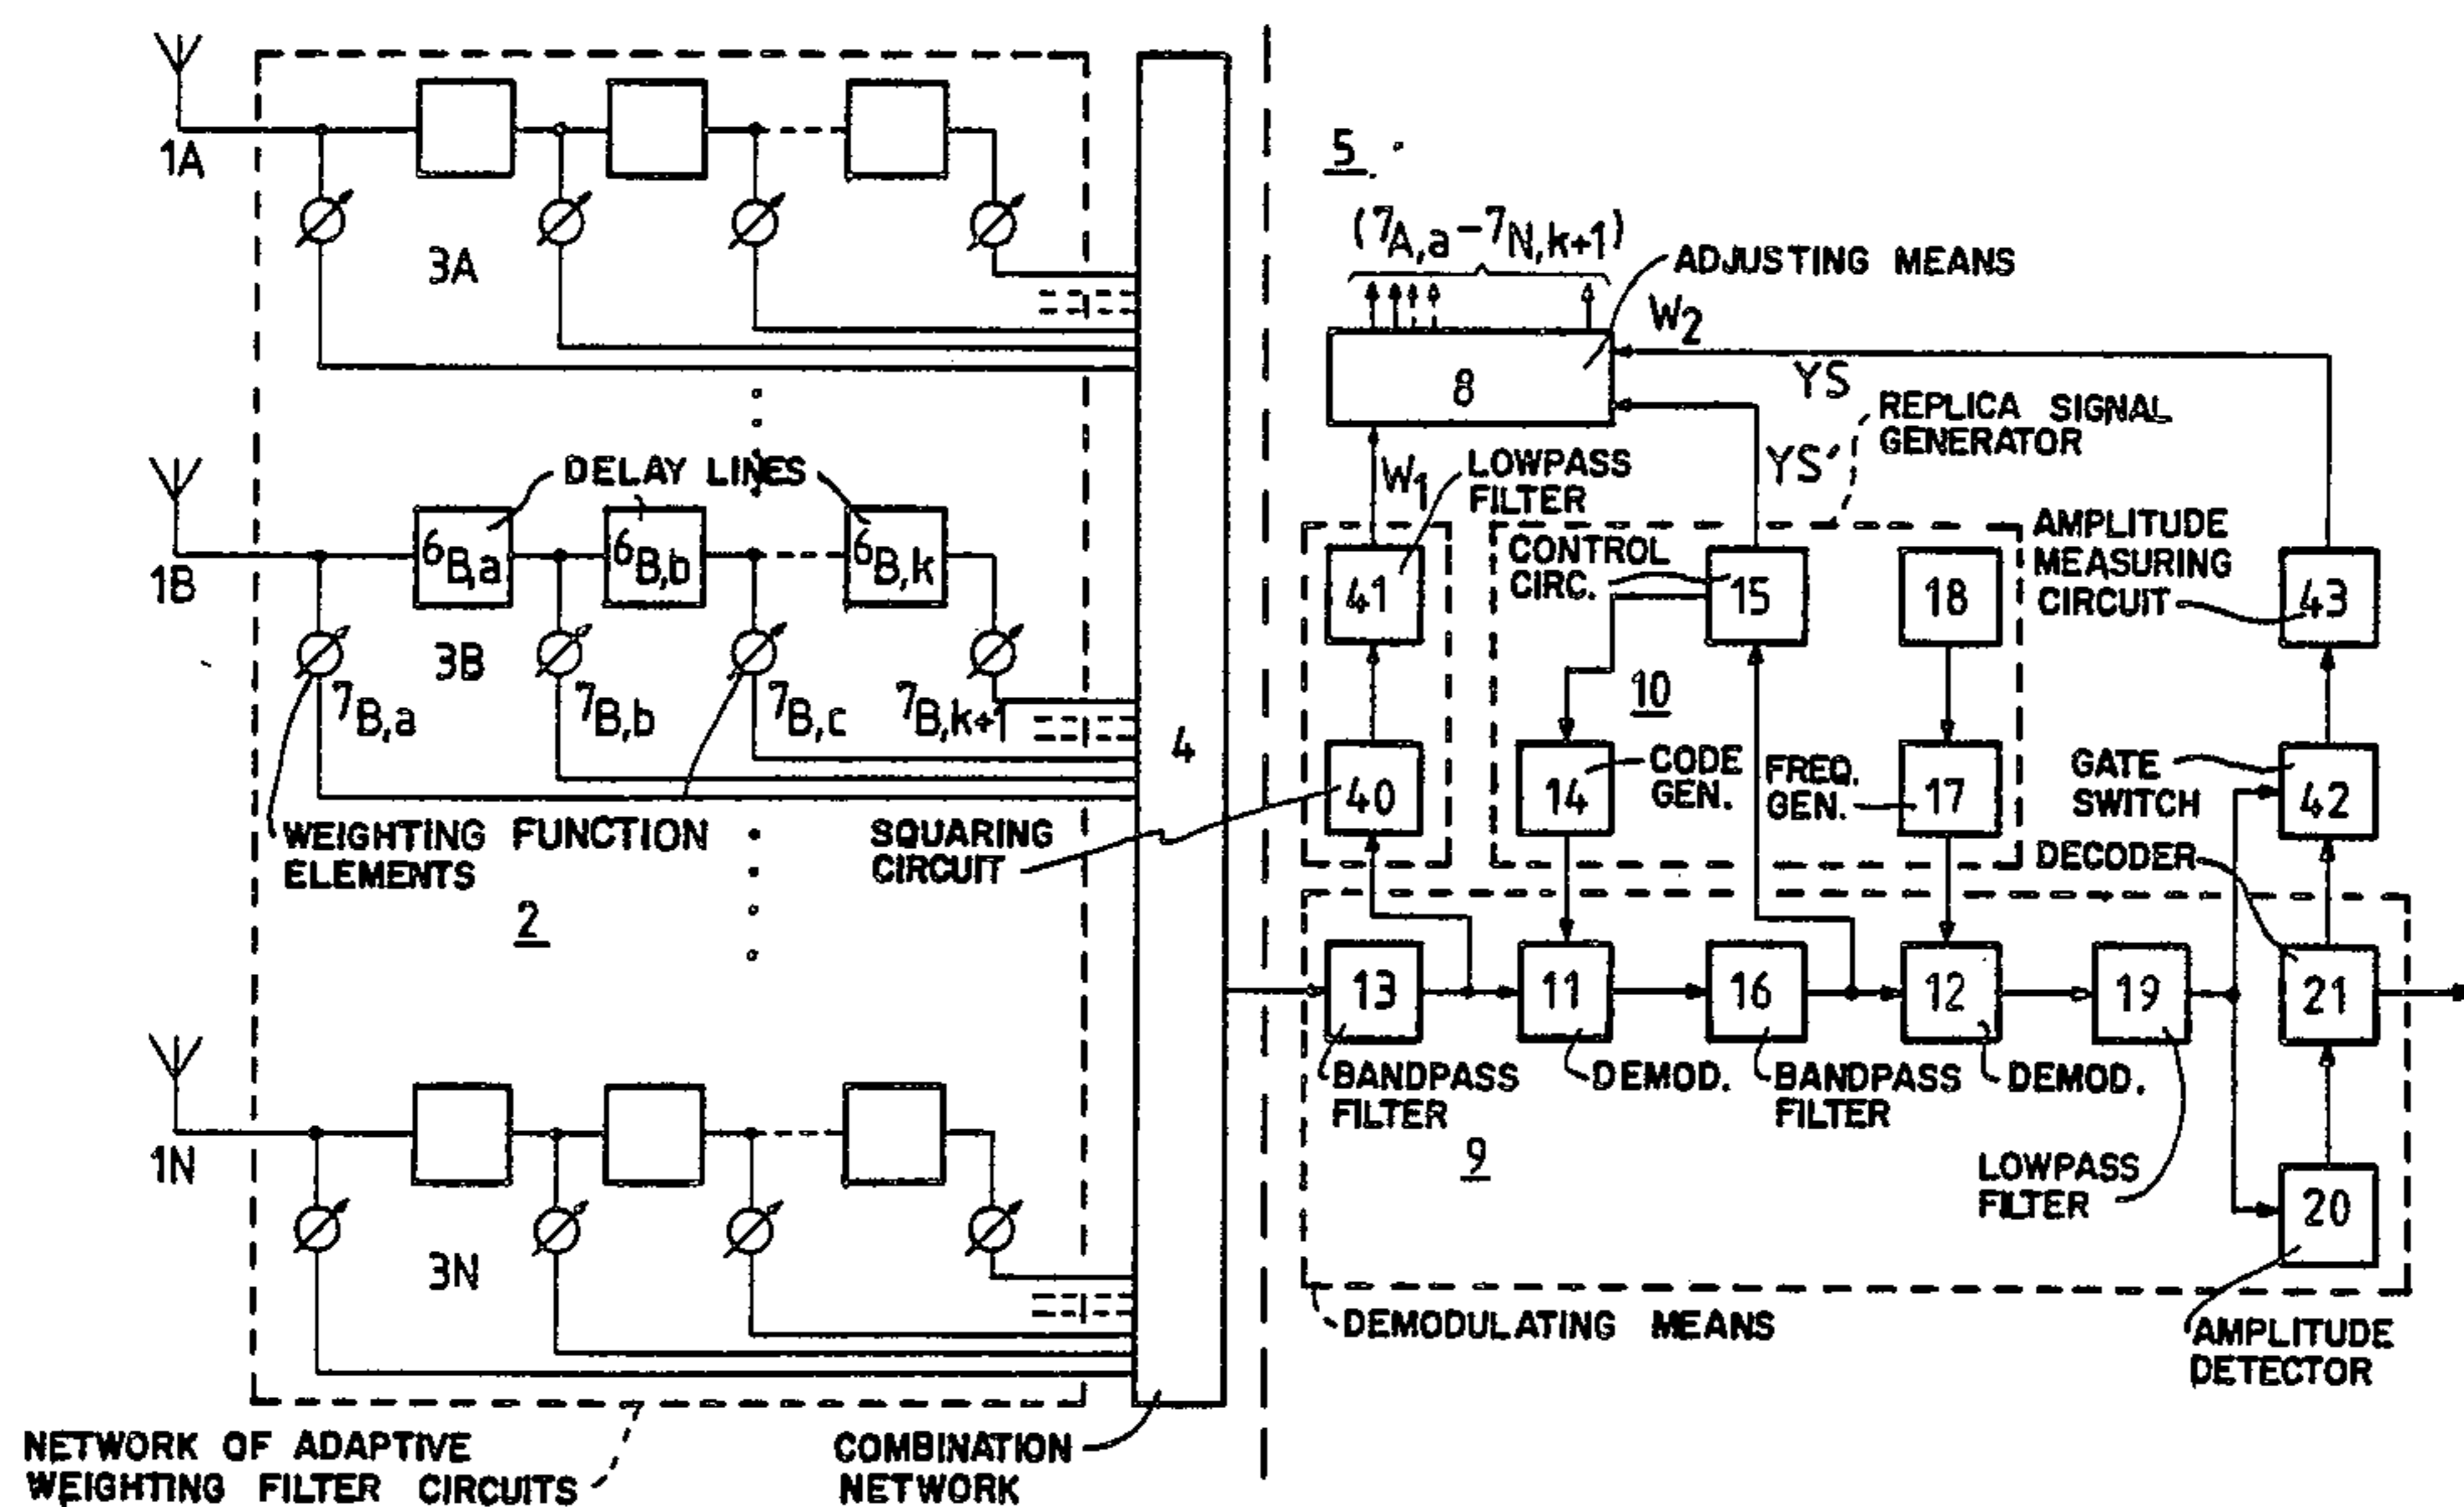 1A
3A
5
(7A,a-7N,k+1)
ADJUSTING MEANS
W2
8
YS
REPLICA SIGNAL
GENERATOR
YS'
W1
LOWPASS
FILTER
DELAY LINES
1B
6B,a
6B,b
6B,k
3B
7B,a
7B,b
7B,c
7B,k+1
4
41
CONTROL
CIRC.
15
18
AMPLITUDE
MEASURING
CIRCUIT
43
10
40
14
CODE
GEN.
FREQ.
GEN.
17
GATE
SWITCH
42
WEIGHTING FUNCTION
ELEMENTS
SQUARING
CIRCUIT
DECODER
2
13
11
16
12
19
21
BANDPASS
FILTER
DEMOD.
BANDPASS
FILTER
DEMOD.
9
LOWPASS
FILTER
20
1N
3N
DEMODULATING MEANS
AMPLITUDE
DETECTOR
NETWORK OF ADAPTIVE
WEIGHTING FILTER CIRCUITS
COMBINATION
NETWORK